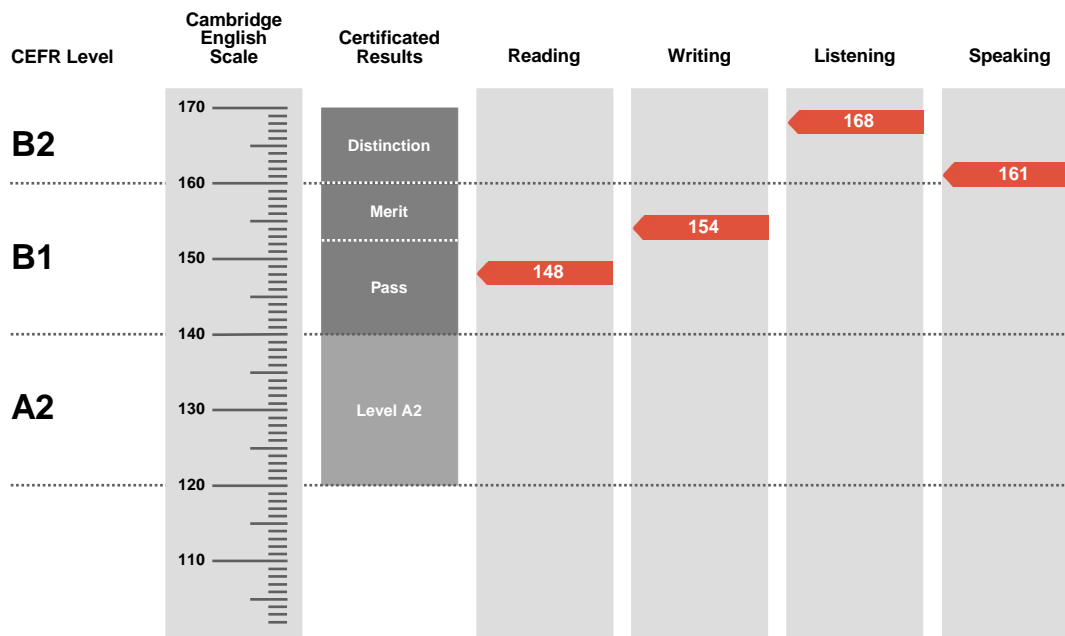 CEFR Level
Cambridge
English
Scale
Certificated
Results
Reading
Writing
Listening
Speaking
170
168
B2
Distinction
161
160
Merit
154
B1
150
148
Pass
140
A2
130
Level A2
120
110